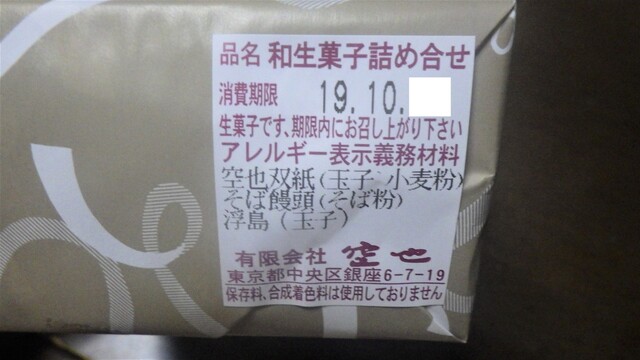 品名 和生菓子詰め合せ
消費期限 19.10.
生菓子です、期限内にお召し上がり下さい
アレルギー表示義務材料
空也双紙(玉子 小麦粉)
そば饅頭(そば粉)
浮島(玉子)
有限会社 空也
東京都中央区銀座6-7-19
保存料、合成着色料は使用しておりません